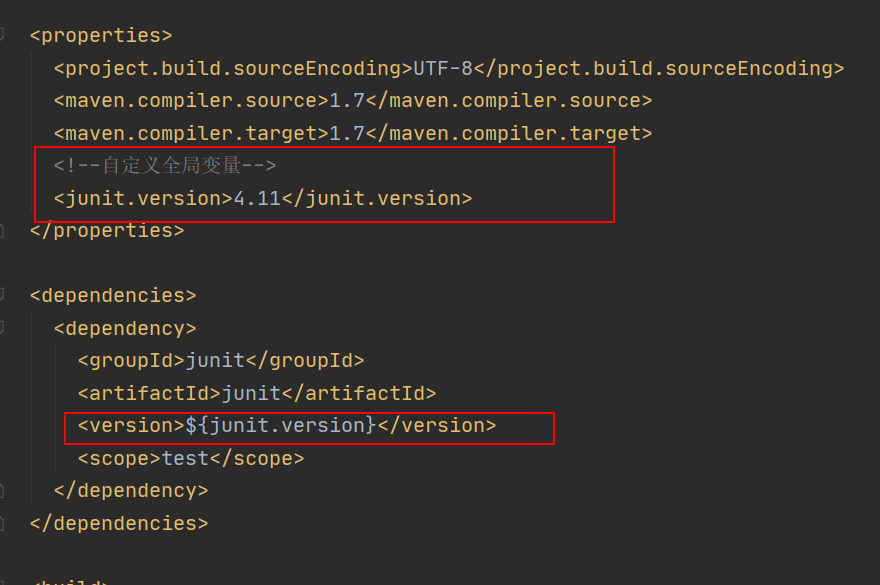 <properties>
<project.build.sourceEncoding>UTF-8</project.build.sourceEncoding>
<maven.compiler.source>1.7</maven.compiler.source>
<maven.compiler.target>1.7</maven.compiler.target>
<!--自定义全局变量-->
<junit.version>4.11</junit.version>
</properties>
<dependencies>
<dependency>
<groupId>junit</groupId>
<artifactId>junit</artifactId>
<version>${junit.version}</version>
<scope>test</scope>
</dependency>
</dependencies>
<build>